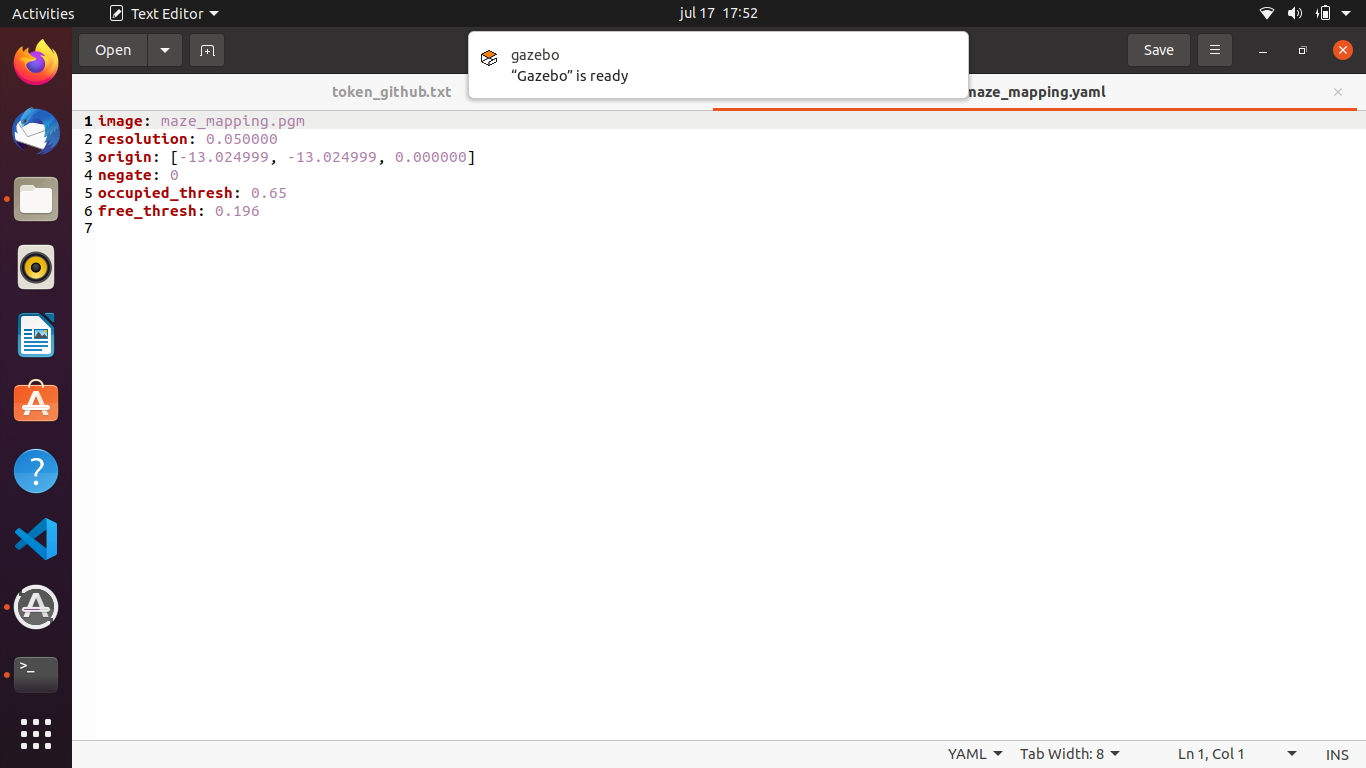 Activities
Text Editor
jul 17 17:52
Open
Save
gazebo
“Gazebo” is ready
token_github.txt
maze_mapping.yaml
1 image: maze_mapping.pgm
2 resolution: 0.050000
3 origin: [-13.024999, -13.024999, 0.000000]
4 negate: 0
5 occupied_thresh: 0.65
6 free_thresh: 0.196
7
YAML
Tab Width: 8
Ln 1, Col 1
INS